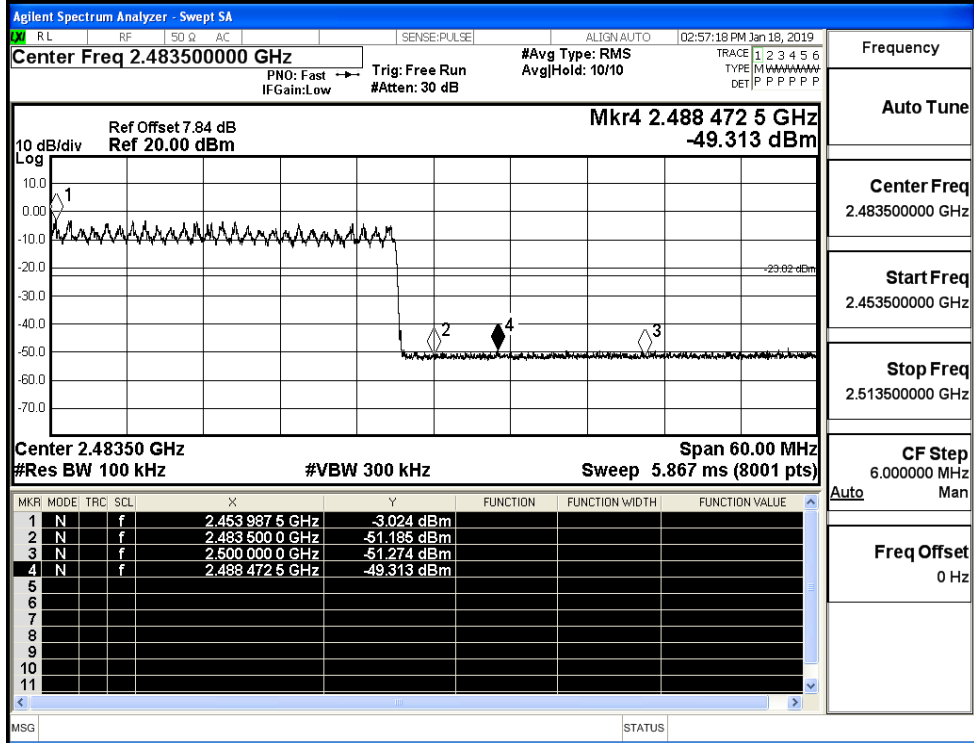 Agilent Spectrum Analyzer - Swept SA
LXI RL RF 50 Ω AC SENSE:PULSE ALIGN AUTO 02:57:18 PM Jan 18, 2019
Center Freq 2.483500000 GHz
PNO: Fast
IFGain:Low
Trig: Free Run
#Atten: 30 dB
#Avg Type: RMS
Avg|Hold: 10/10
TRACE 1 2 3 4 5 6
TYPE M WWWWW
DET P P P P P P
Frequency
Auto Tune
Center Freq
2.483500000 GHz
Start Freq
2.453500000 GHz
Stop Freq
2.513500000 GHz
CF Step
6.000000 MHz
Auto Man
Freq Offset
0 Hz
Mkr4 2.488 472 5 GHz
-49.313 dBm
Ref Offset 7.84 dB
10 dB/div Ref 20.00 dBm
Log
10.0
0.00
-10.0
-20.0
-30.0
-40.0
-50.0
-60.0
-70.0
1
2
4
3
dBm
Center 2.48350 GHz Span 60.00 MHz
#Res BW 100 kHz #VBW 300 kHz Sweep 5.867 ms (8001 pts)
MKR MODE TRC SCL X Y FUNCTION FUNCTION WIDTH FUNCTION VALUE
1 N f 2.453 987 5 GHz -3.024 dBm
2 N f 2.483 500 0 GHz -51.185 dBm
3 N f 2.500 000 0 GHz -51.274 dBm
4 N f 2.488 472 5 GHz -49.313 dBm
5
6
7
8
9
10
11
MSG STATUS